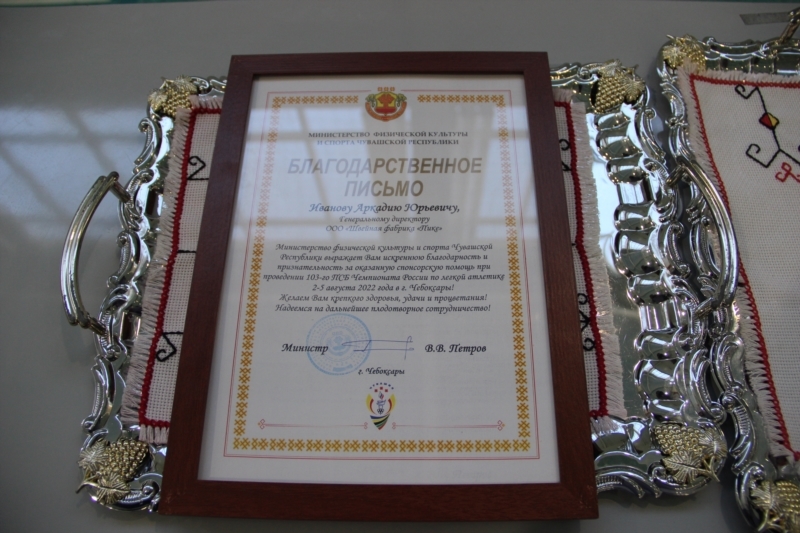 МИНИСТЕРСТВО ФИЗИЧЕСКОЙ КУЛЬТУРЫ
И СПОРТА ЧУВАШСКОЙ РЕСПУБЛИКИ
БЛАГОДАРСТВЕННОЕ
ПИСЬМО
Иванову Аркадию Юрьевичу,
Генеральному директору
ООО «Швейная фабрика «Пике»
Министерство физической культуры и спорта Чувашской
Республики выражает Вам искреннюю благодарность и
признательность за оказанную спонсорскую помощь при
проведении 103-го ПСБ Чемпионата России по легкой атлетике
2-5 августа 2022 года в г. Чебоксары!
Желаем Вам крепкого здоровья, удачи и процветания!
Надеемся на дальнейшее плодотворное сотрудничество!
Министр В.В. Петров
г. Чебоксары